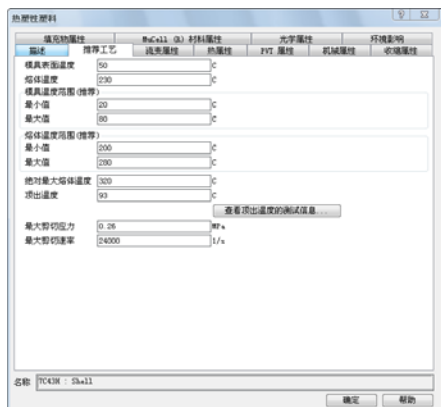 热塑性塑料
填充物属性 MuCell (R) 材料属性 光学属性 环境影响
描述 推荐工艺 流变属性 热属性 PVT 属性 机械属性 收缩属性
模具表面温度 50 C
熔体温度 230 C
模具温度范围(推荐)
最小值 20 C
最大值 80 C
熔体温度范围(推荐)
最小值 200 C
最大值 280 C
绝对最大熔体温度 320 C
顶出温度 93 C
查看顶出温度的测试信息...
最大剪切应力 0.26 MPa
最大剪切速率 24000 1/s
名称 7C43H : Shell
确定 帮助